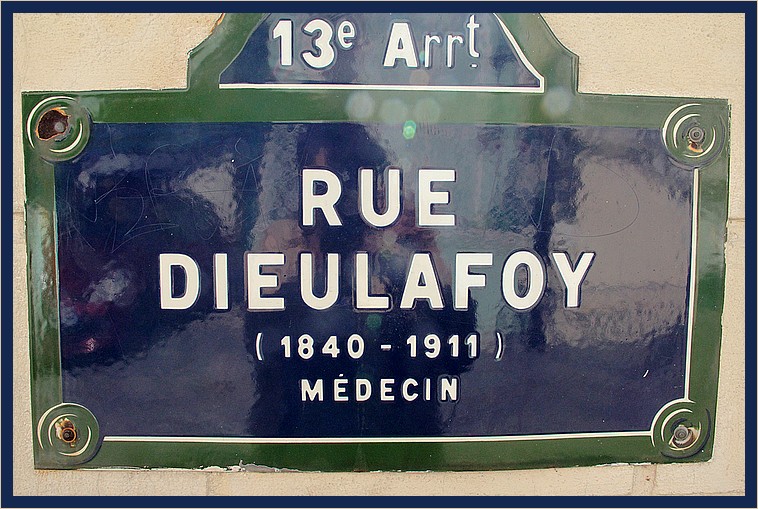 13e Arrt
RUE
DIEULAFOY
( 1840 - 1911 )
MÉDECIN